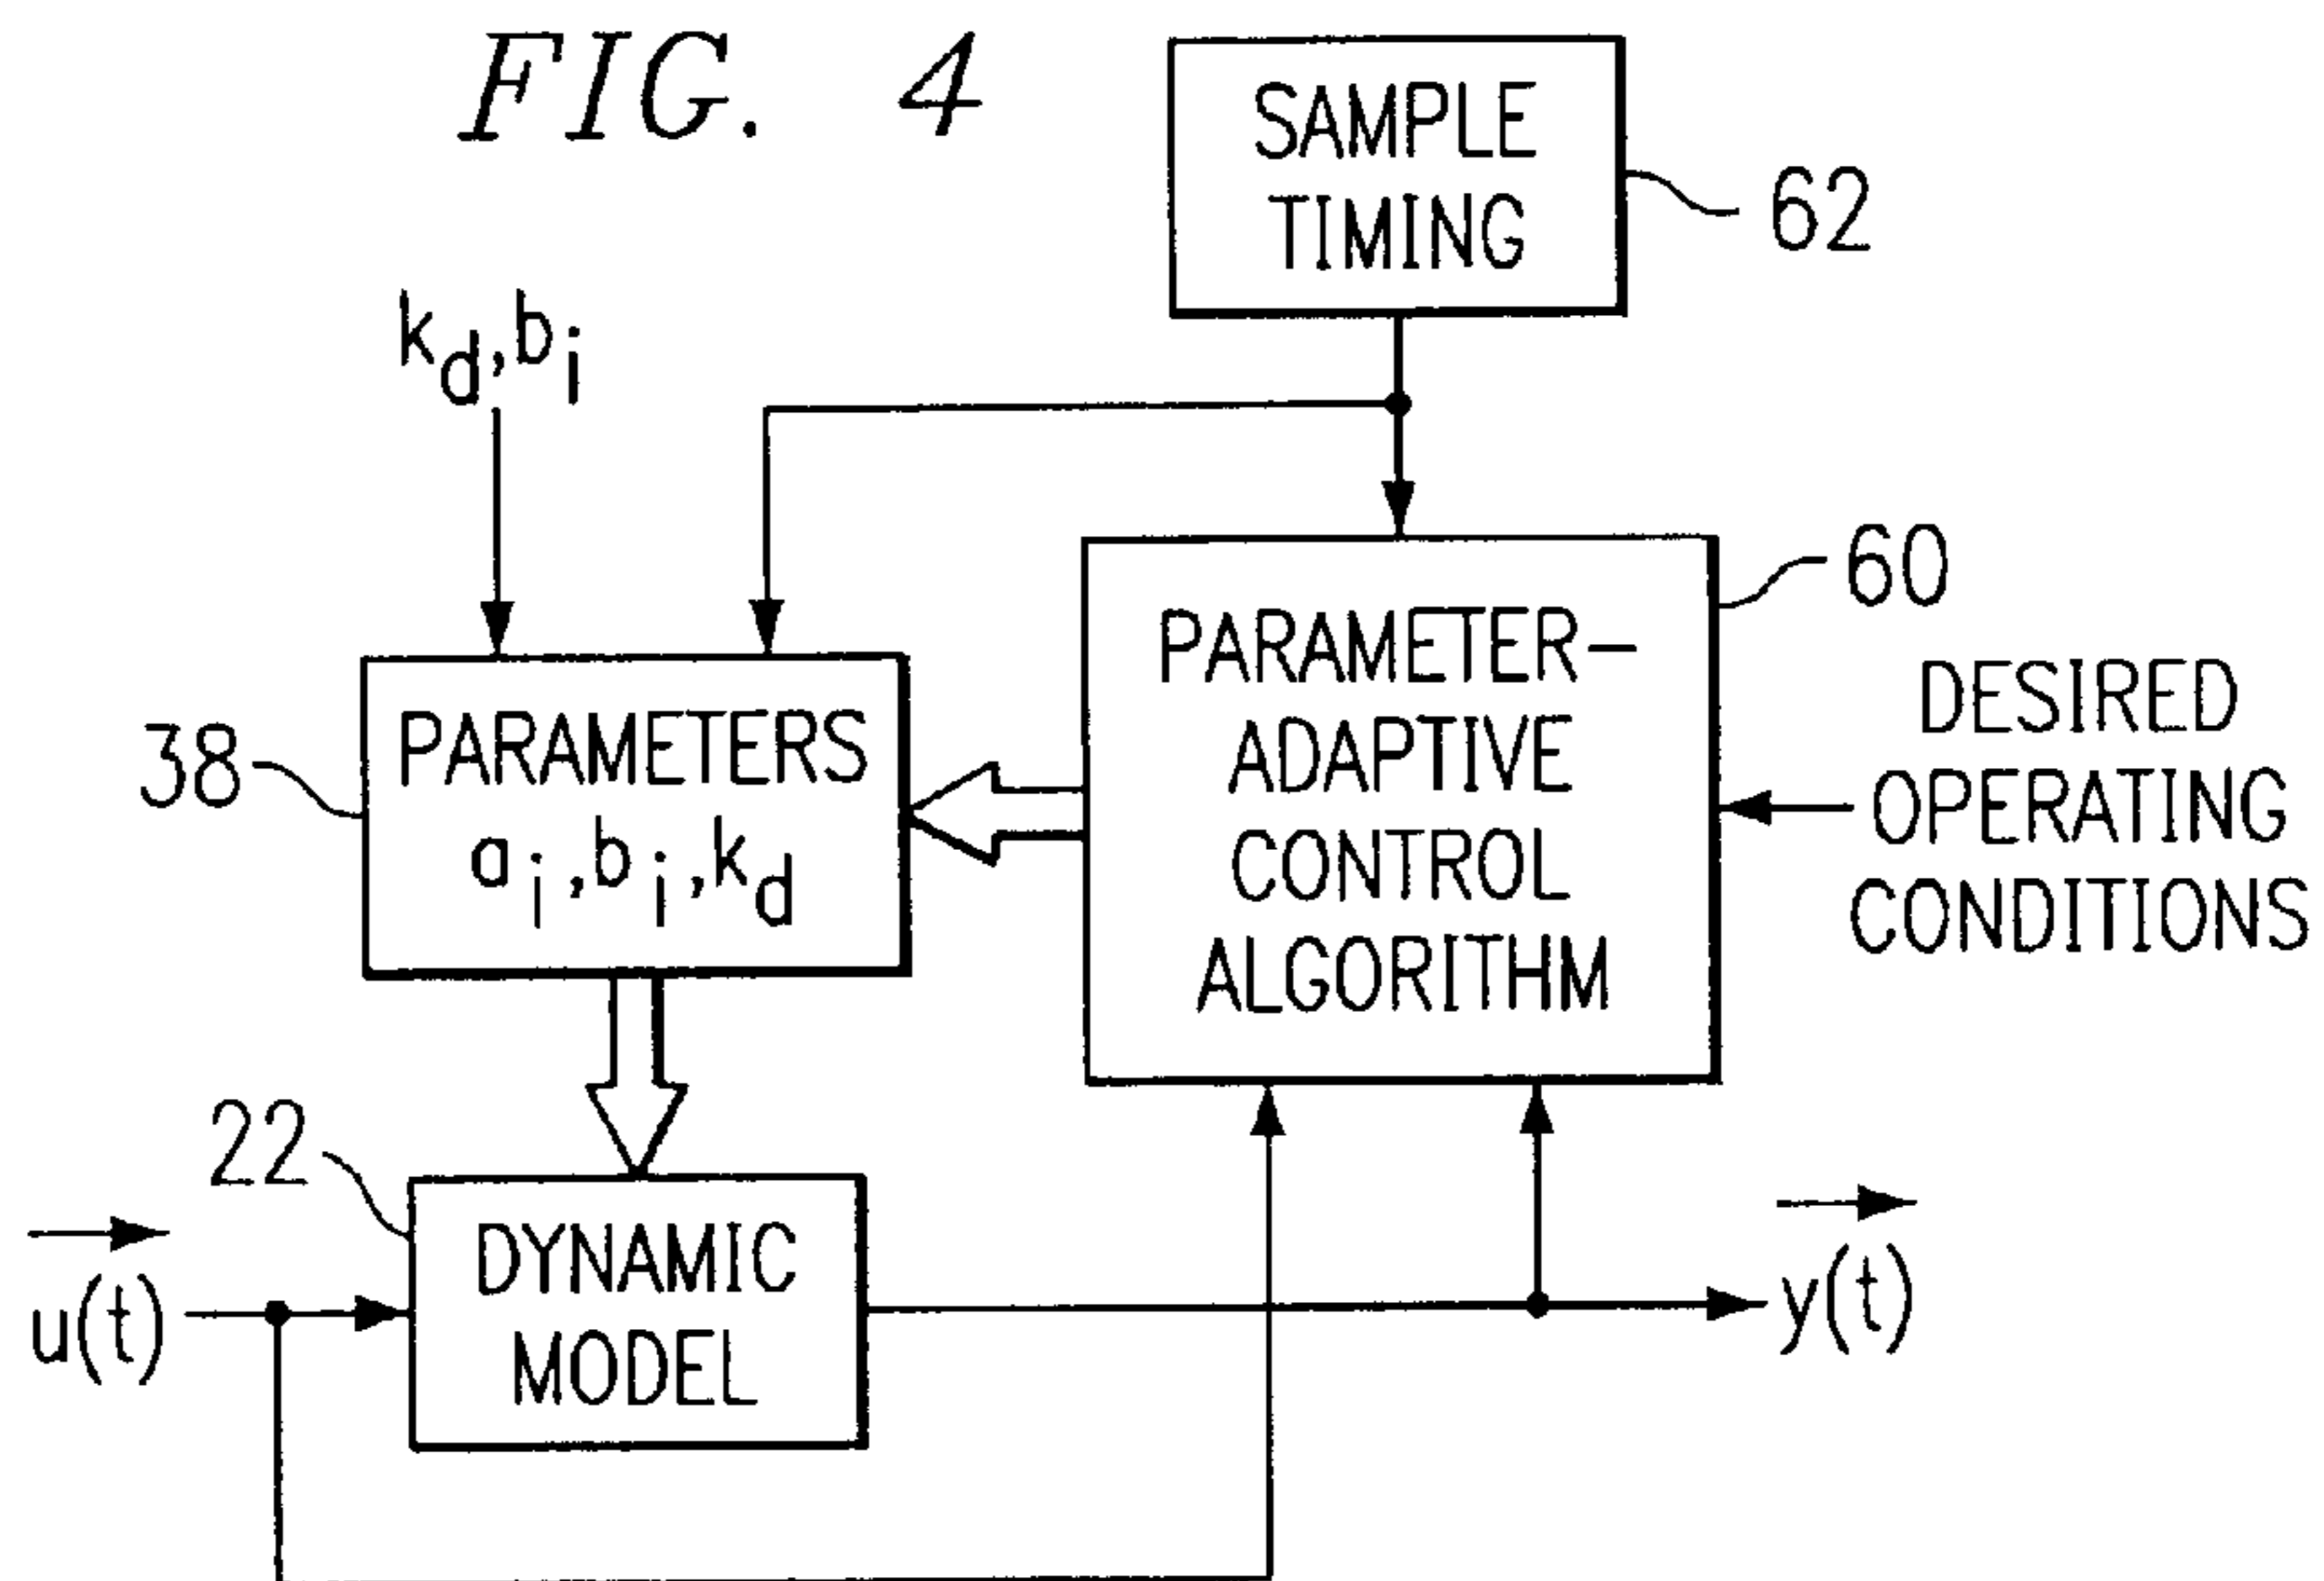 FIG. 4
SAMPLE
TIMING
62
k_d,b_i
60
PARAMETER-
ADAPTIVE
CONTROL
ALGORITHM
DESIRED
OPERATING
CONDITIONS
38
PARAMETERS
a_i,b_i,k_d
22
DYNAMIC
MODEL
u(t)
y(t)